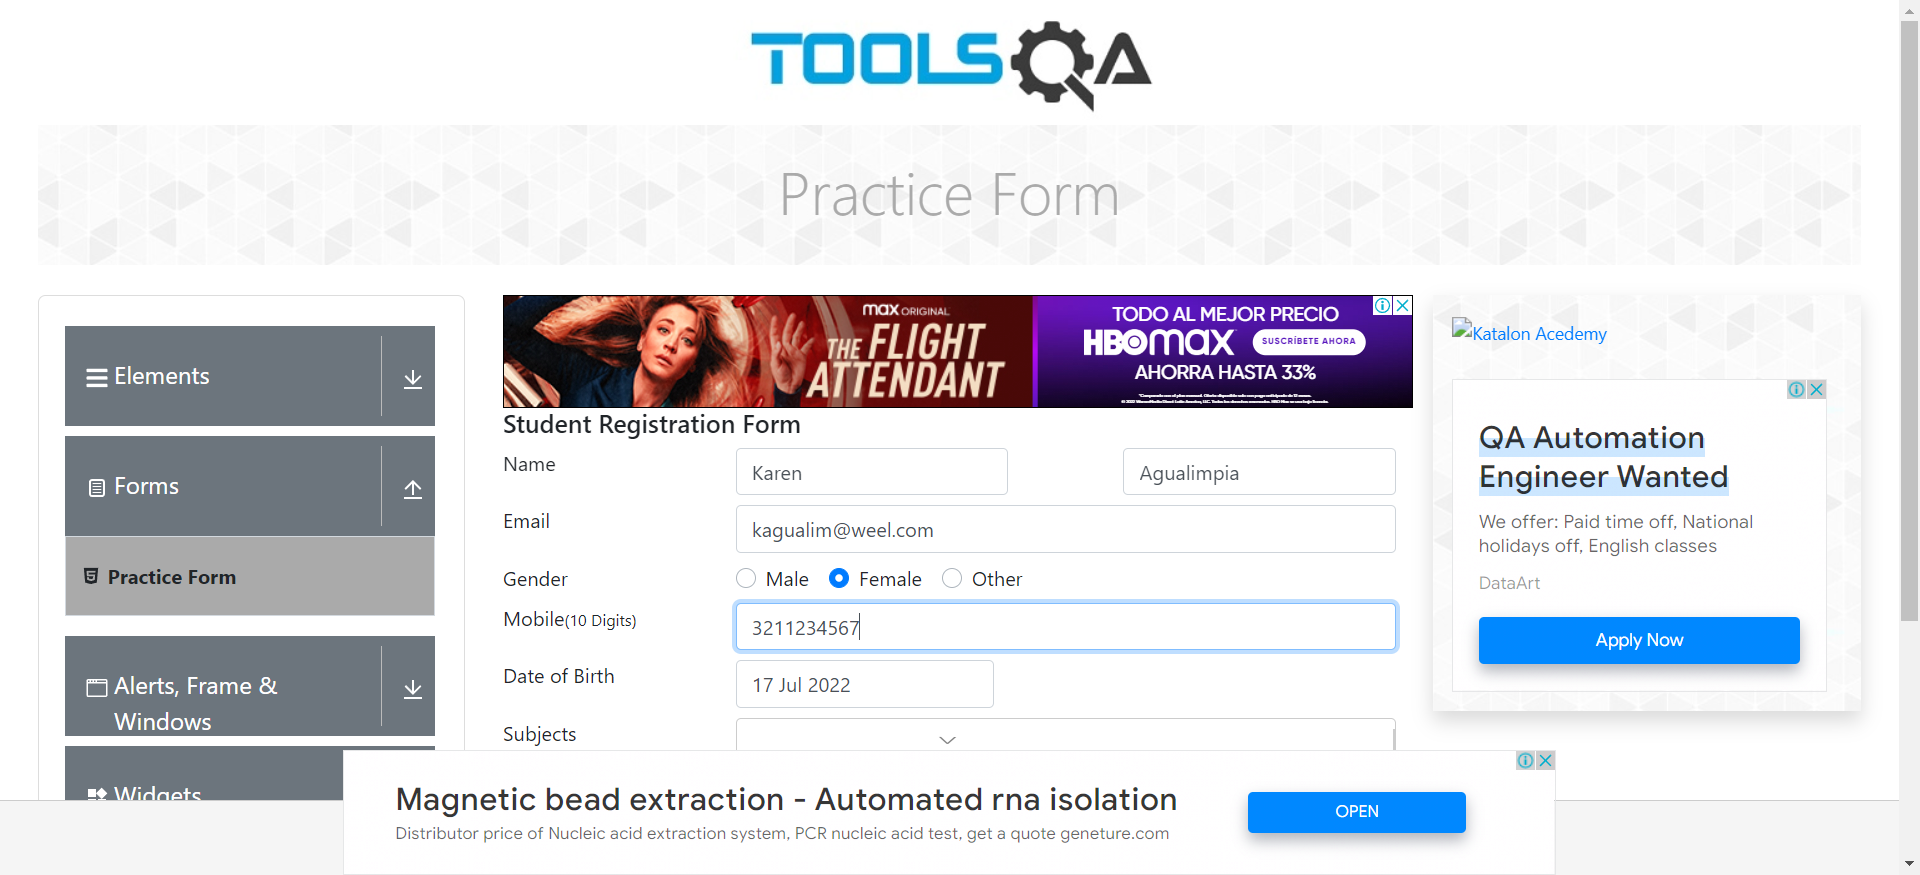 TOOLSQA
Practice Form
Elements
Forms
Practice Form
Alerts, Frame &
Windows
Widgets
max ORIGINAL
THE FLIGHT
ATTENDANT
TODO AL MEJOR PRECIO
HBOmax
SUSCRÍBETE AHORA
AHORRA HASTA 33%
Student Registration Form
Name
Karen
Agualimpia
Email
kagualim@weel.com
Gender
Male
Female
Other
Mobile(10 Digits)
3211234567
Date of Birth
17 Jul 2022
Subjects
Katalon Acedemy
QA Automation
Engineer Wanted
We offer: Paid time off, National
holidays off, English classes
DataArt
Apply Now
Magnetic bead extraction - Automated rna isolation
Distributor price of Nucleic acid extraction system, PCR nucleic acid test, get a quote geneture.com
OPEN